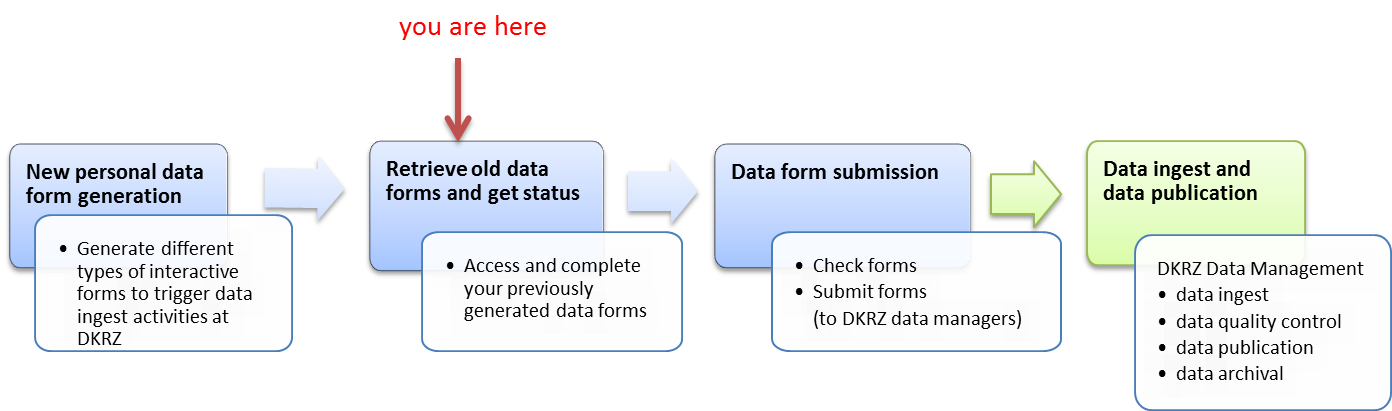 you are here
New personal data
form generation
• Generate different
types of interactive
forms to trigger data
ingest activities at
DKRZ
Retrieve old data
forms and get status
• Access and complete
your previously
generated data forms
Data form submission
• Check forms
• Submit forms
(to DKRZ data managers)
Data ingest and
data publication
DKRZ Data Management
• data ingest
• data quality control
• data publication
• data archival